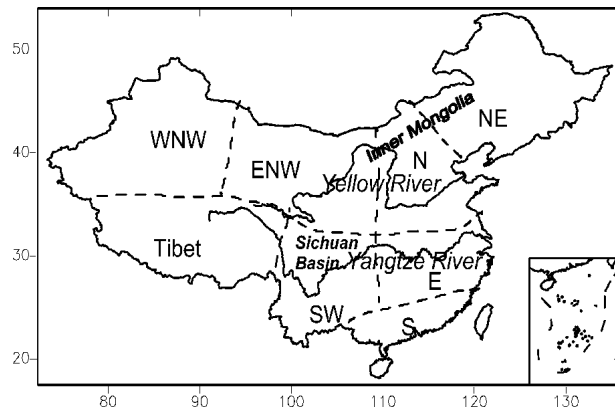 50
40
30
20
80
90
100
110
120
130
WNW
ENW
NE
N
Inner Mongolia
Yellow River
Tibet
Sichuan
Basin
Yangtze River
E
SW
S